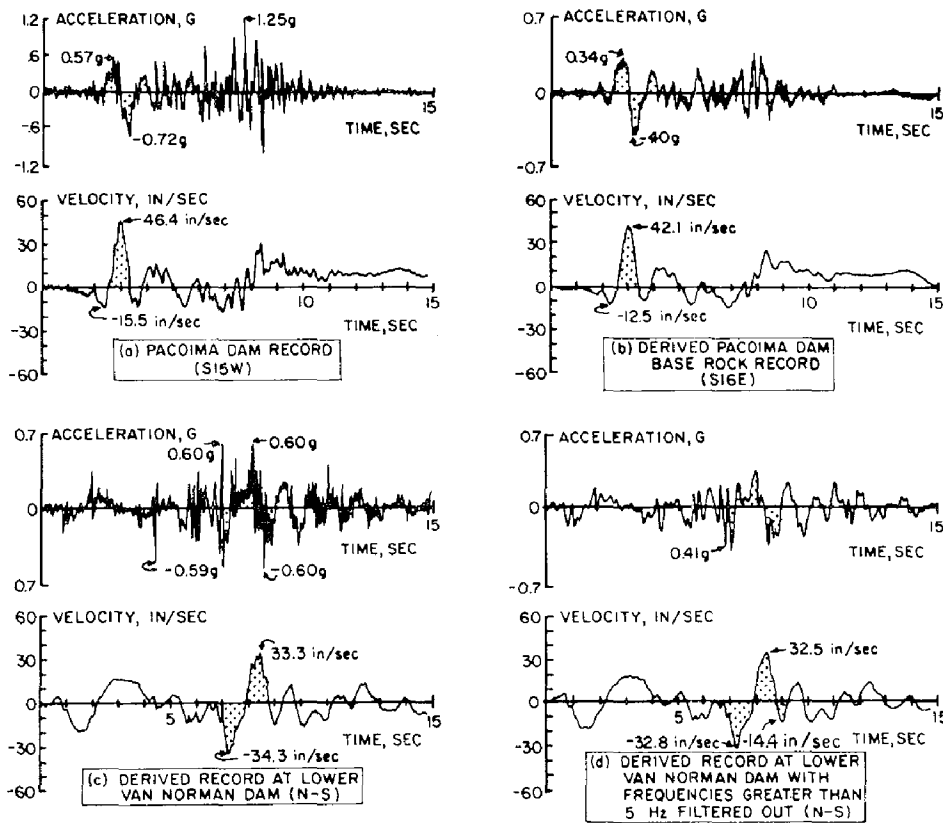 ACCELERATION, G
1.2
.6
0
-.6
-1.2
0.57g
-0.72g
1.25g
15
TIME, SEC
VELOCITY, IN/SEC
60
30
0
-30
-60
46.4 in/sec
-15.5 in/sec
10
15
TIME, SEC
(a) PACOIMA DAM RECORD
(S15W)
ACCELERATION, G
0.7
0
-0.7
0.34g
-.40g
15
TIME, SEC
VELOCITY, IN/SEC
60
30
0
-30
-60
42.1 in/sec
-12.5 in/sec
10
15
TIME, SEC
(b) DERIVED PACOIMA DAM
BASE ROCK RECORD
(S16E)
ACCELERATION, G
0.7
0
0.7
0.60g
0.60g
-0.59g
-0.60g
15
TIME, SEC
VELOCITY, IN/SEC
60
30
0
-30
-60
33.3 in/sec
-34.3 in/sec
5
15
TIME, SEC
(c) DERIVED RECORD AT LOWER
VAN NORMAN DAM (N-S)
ACCELERATION, G
0.7
0
-0.7
0.41g
15
TIME, SEC
VELOCITY, IN/SEC
60
30
0
-30
-60
32.5 in/sec
-32.8 in/sec
-14.4 in/sec
5
15
TIME, SEC
(d) DERIVED RECORD AT LOWER
VAN NORMAN DAM WITH
FREQUENCIES GREATER THAN
5 Hz FILTERED OUT (N-S)